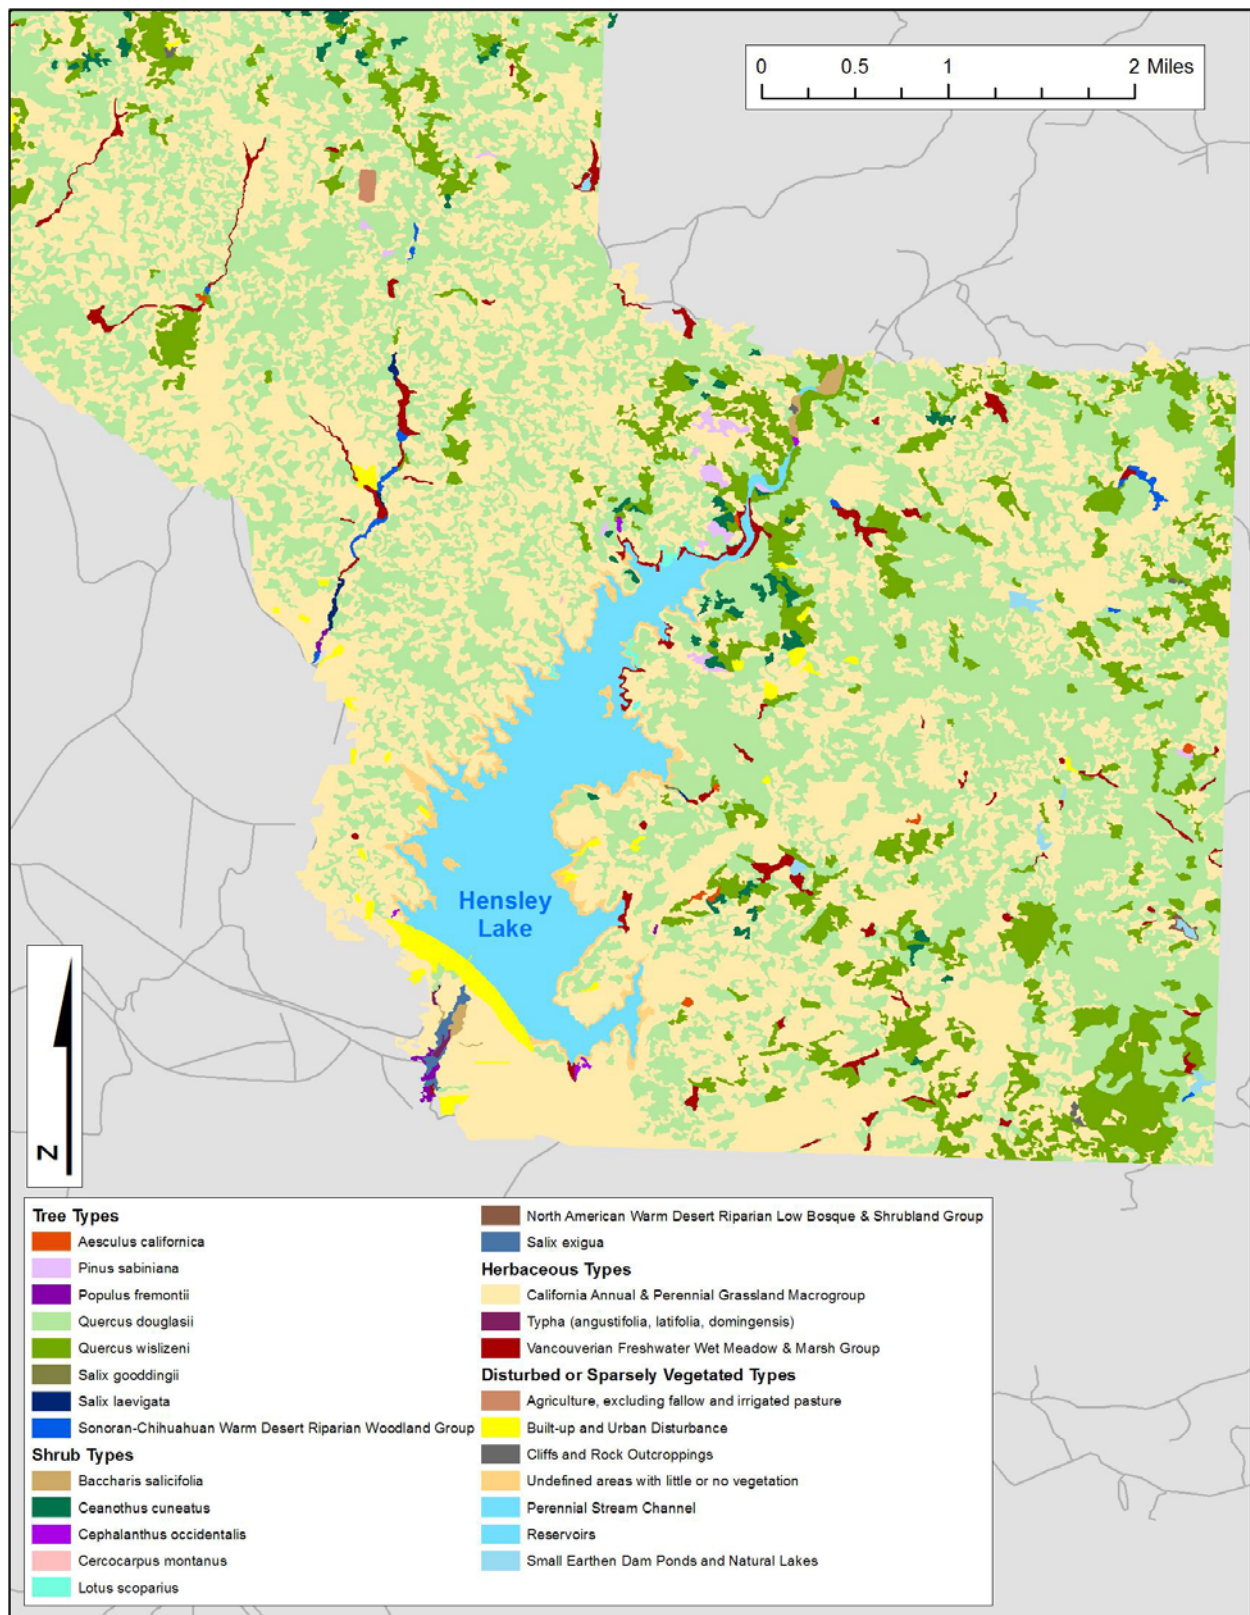 0 0.5 1 2 Miles
Hensley
Lake
N
Tree Types
Aesculus californica
Pinus sabiniana
Populus fremontii
Quercus douglasii
Quercus wislizeni
Salix gooddingii
Salix laevigata
Sonoran-Chihuahuan Warm Desert Riparian Woodland Group
Shrub Types
Baccharis salicifolia
Ceanothus cuneatus
Cephalanthus occidentalis
Cercocarpus montanus
Lotus scoparius
North American Warm Desert Riparian Low Bosque & Shrubland Group
Salix exigua
Herbaceous Types
California Annual & Perennial Grassland Macrogroup
Typha (angustifolia, latifolia, domingensis)
Vancouverian Freshwater Wet Meadow & Marsh Group
Disturbed or Sparsely Vegetated Types
Agriculture, excluding fallow and irrigated pasture
Built-up and Urban Disturbance
Cliffs and Rock Outcroppings
Undefined areas with little or no vegetation
Perennial Stream Channel
Reservoirs
Small Earthen Dam Ponds and Natural Lakes